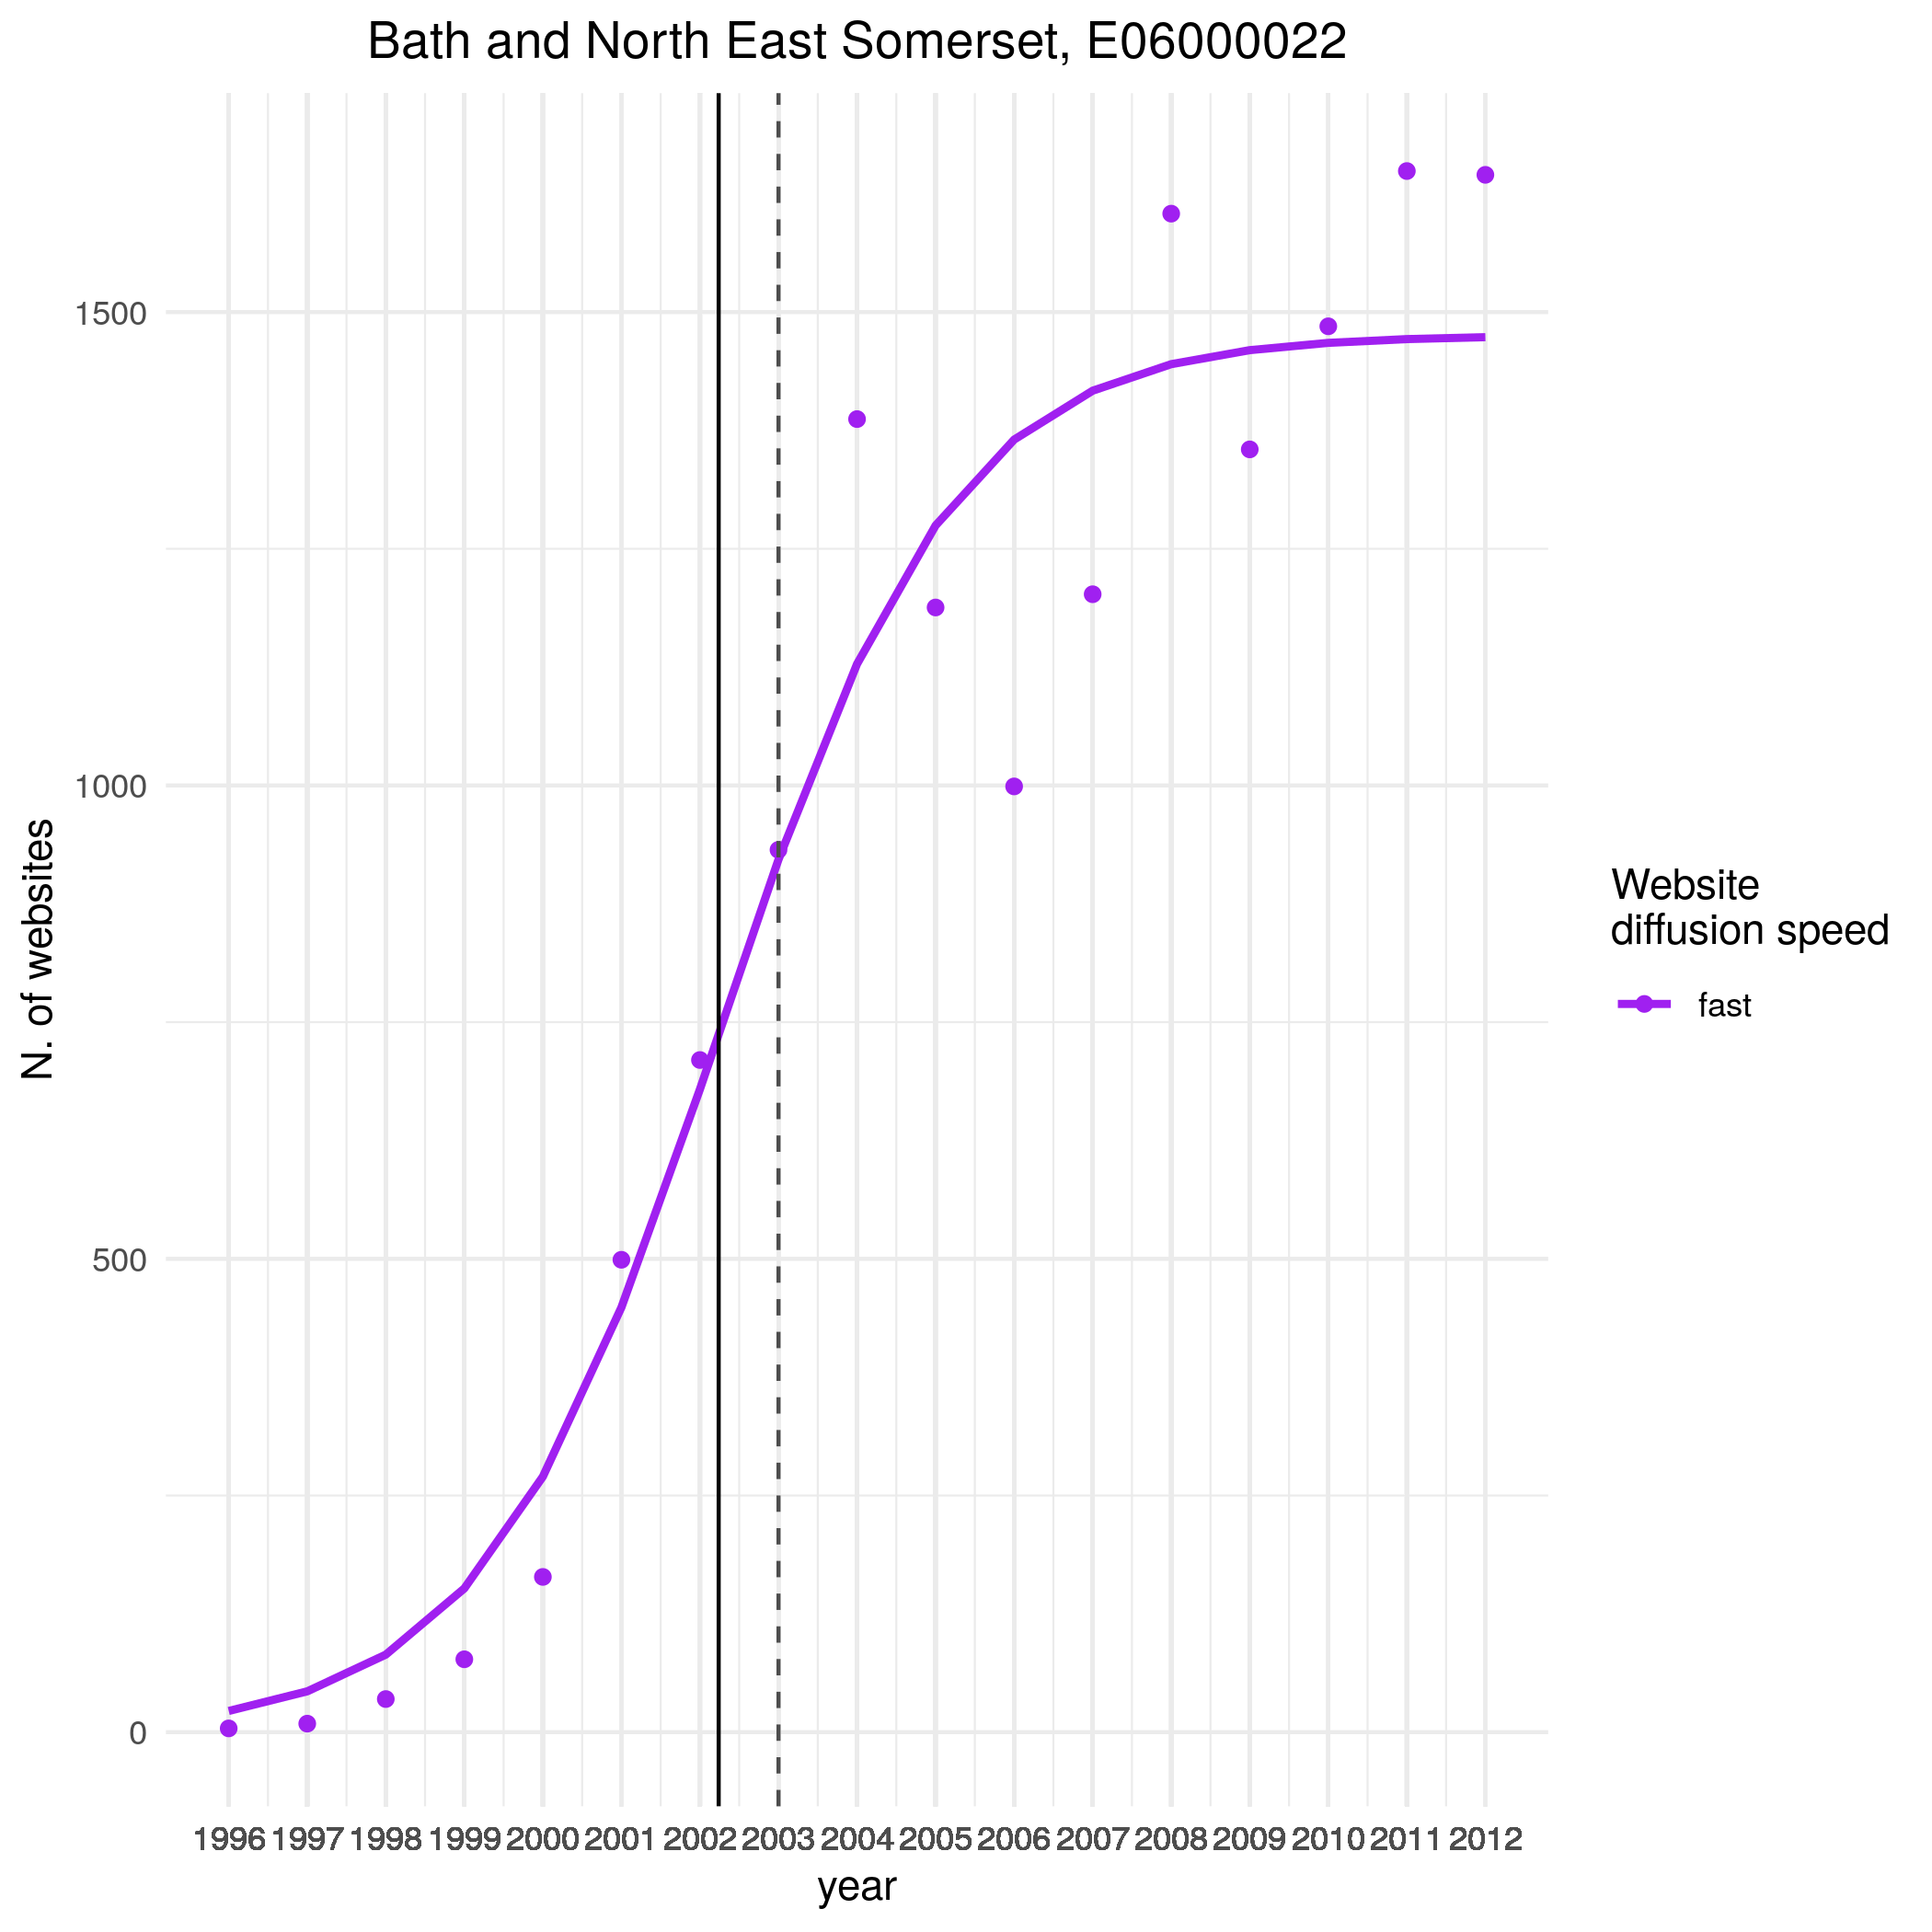 Bath and North East Somerset, E06000022
N. of websites
1500
1000
500
0
1996 1997 1998 1999 2000 2001 2002 2003 2004 2005 2006 2007 2008 2009 2010 2011 2012
year
Website
diffusion speed
fast